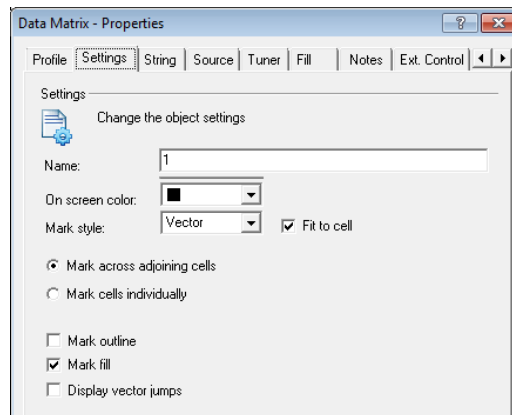 Data Matrix - Properties
Profile Settings String Source Tuner Fill Notes Ext. Control
Settings
Change the object settings
Name: 1
On screen color:
Mark style: Vector Fit to cell
Mark across adjoining cells
Mark cells individually
Mark outline
Mark fill
Display vector jumps